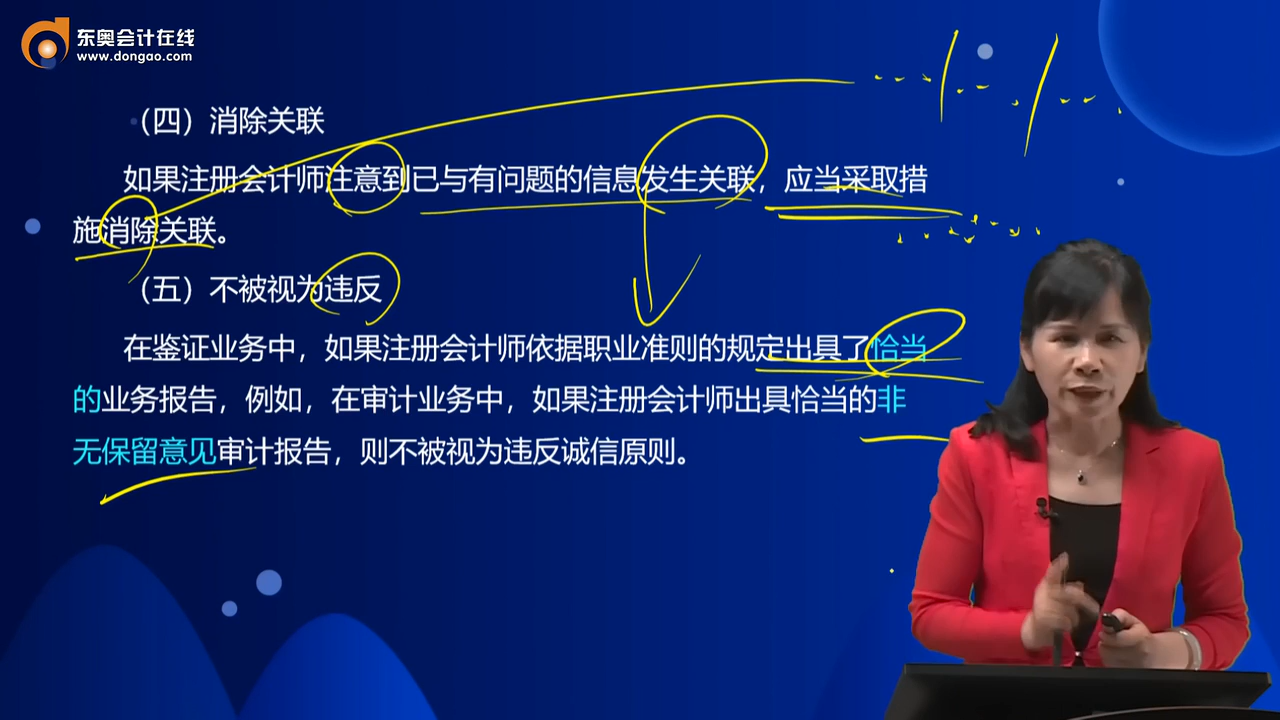 东奥会计在线
www.dongao.com
（四）消除关联
如果注册会计师注意到已与有问题的信息发生关联，应当采取措
施消除关联。
（五）不被视为违反
在鉴证业务中，如果注册会计师依据职业准则的规定出具了恰当
的业务报告，例如，在审计业务中，如果注册会计师出具恰当的非
无保留意见审计报告，则不被视为违反诚信原则。